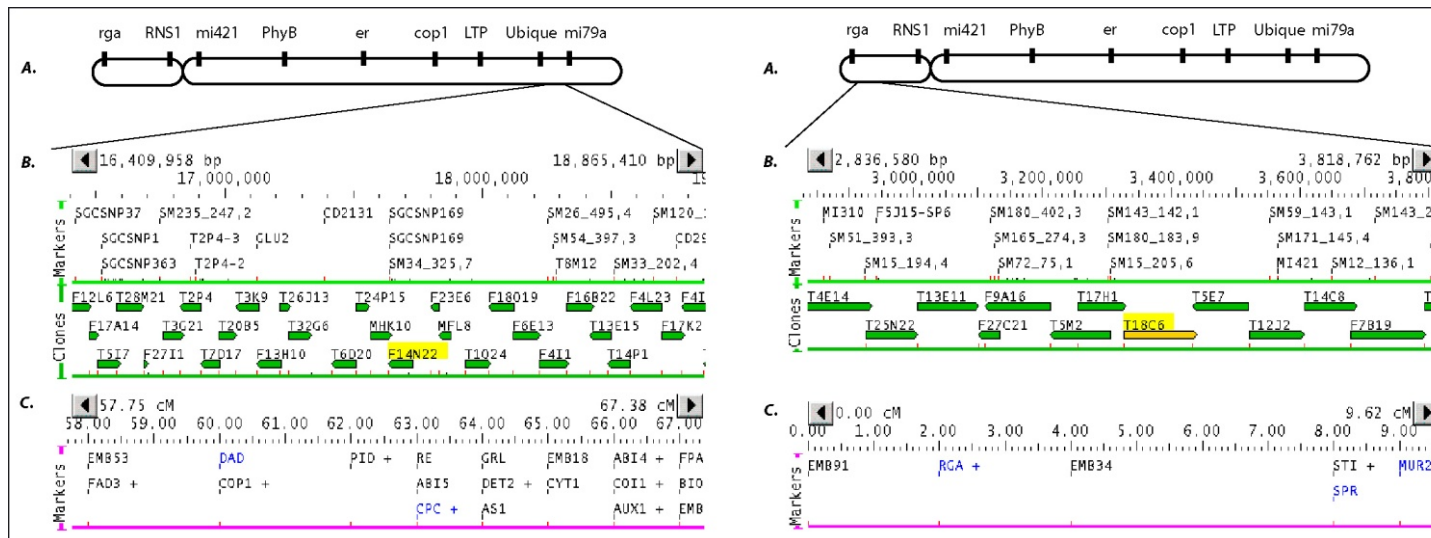 rga RNS1 mi421 PhyB er cop1 LTP Ubique mi79a
A.
B.
16,409,958 bp 18,865,410 bp
17,000,000 18,000,000 19
Markers
SGCSNP37 SM235_247,2 CD2131 SGCSNP169 SM26_495,4 SM120_
SGCSNP1 T2P4-3 GLU2 SGCSNP169 SM54_397,3 CD29
SGCSNP363 T2P4-2 SM34_325,7 T8M12 SM33_202,4
Clones
F12L6 T28M21 T2P4 T3K9 T26J13 T24P15 F23E6 F18O19 F16B22 F4L23 F4I
F17A14 T3G21 T20B5 T32G6 MHK10 MFL8 F6E13 T13E15 F17K2
T5I7 F27I1 T7D17 F13H10 T6D20 F14N22 T1O24 F4I1 T14P1
C.
57.75 cM 67.38 cM
58.00 59.00 60.00 61.00 62.00 63.00 64.00 65.00 66.00 67.0
Markers
EMB53 DAD PID + RE GRL EMB18 ABI4 + FPA
FAD3 + COP1 + ABI5 DET2 + CYT1 COI1 + BIO
CPC + AS1 AUX1 + EMB
rga RNS1 mi421 PhyB er cop1 LTP Ubique mi79a
A.
B.
2,836,580 bp 3,818,762 bp
3,000,000 3,200,000 3,400,000 3,600,000 3,80
Markers
MI310 F5J15-SP6 SM180_402,3 SM143_142,1 SM59_143,1 SM143_2
SM51_393,3 SM165_274,3 SM180_183,9 SM171_145,4
SM15_194,4 SM72_75,1 SM15_205,6 MI421 SM12_136,1
Clones
T4E14 T13E11 F9A16 T17H1 T5E7 T14C8 T
T25N22 F27C21 T5M2 T18C6 T12J2 F7B19
C.
0.00 cM 9.62 cM
0.00 1.00 2.00 3.00 4.00 5.00 6.00 7.00 8.00 9.00
Markers
EMB91 RGA + EMB34 STI + MUR2
SPR